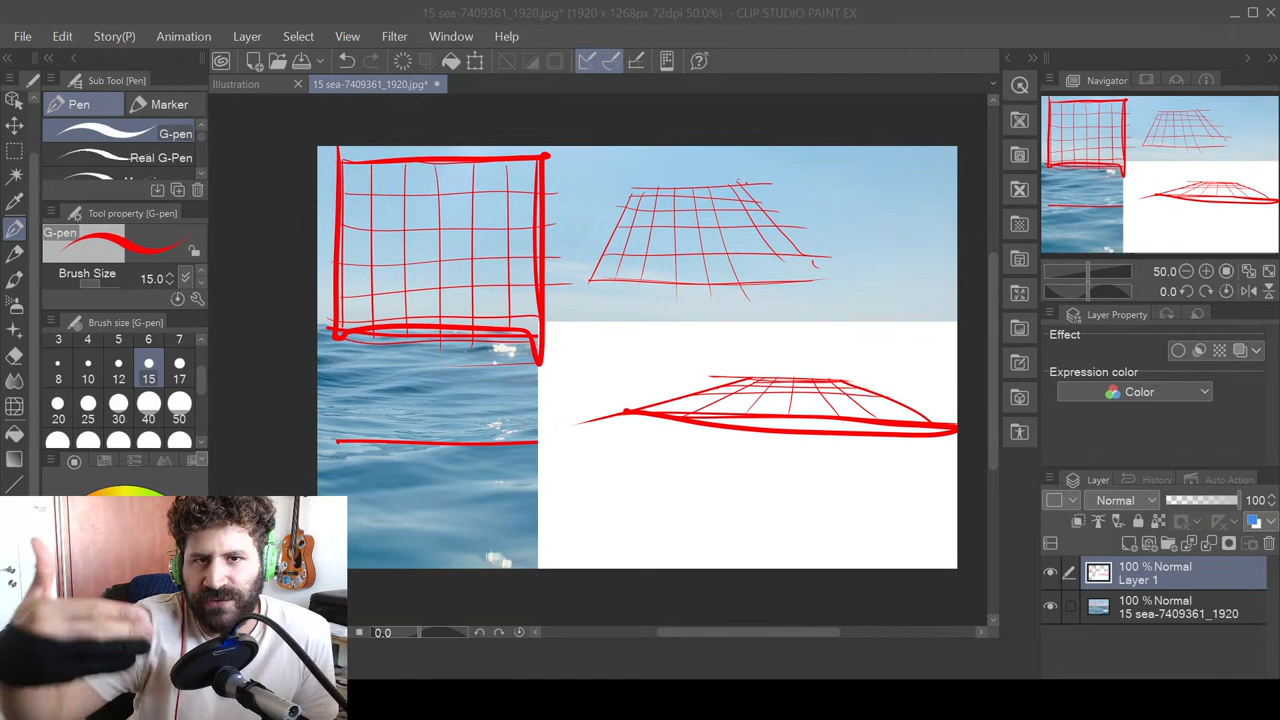 15 sea-7409361_1920.jpg* (1920 x 1268px 72dpi 50.0%) - CLIP STUDIO PAINT EX
File Edit Story(P) Animation Layer Select View Filter Window Help
Sub Tool [Pen]
Illustration 15 sea-7409361_1920.jpg*
Navigator
Pen Marker
G-pen
Real G-Pen
Tool property [G-pen]
G-pen
Brush Size 15.0
50.0
0.0
Layer Property
Brush size [G-pen]
Effect
3 4 5 6 7
8 10 12 15 17
Expression color
Color
20 25 30 40 50
Layer History Auto Action
Normal 100
100 % Normal
Layer 1
100 % Normal
15 sea-7409361_1920
0.0